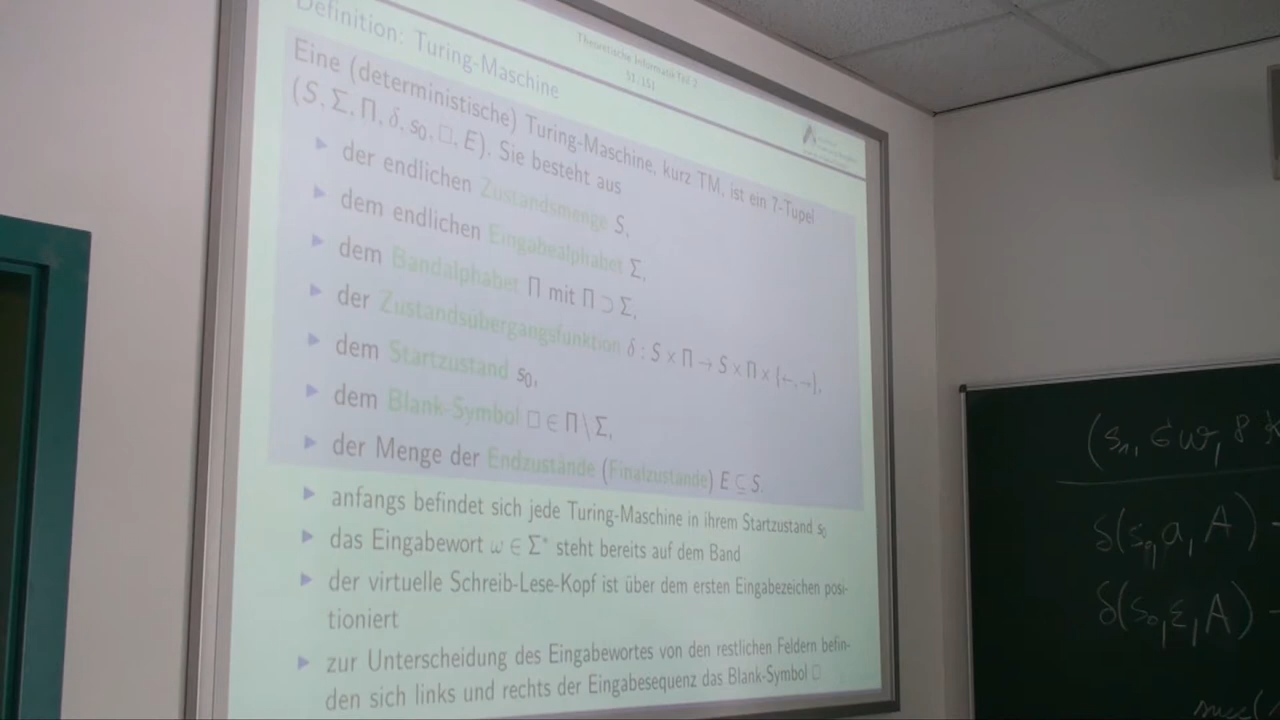 Theoretische Informatik Teil 2
51 / 151
Definition: Turing-Maschine
Eine (deterministische) Turing-Maschine, kurz TM, ist ein 7-Tupel
(S, Σ, Π, δ, s₀, □, E). Sie besteht aus
▶ der endlichen Zustandsmenge S,
▶ dem endlichen Eingabealphabet Σ,
▶ dem Bandalphabet Π mit Π ⊃ Σ,
▶ der Zustandsübergangsfunktion δ : S × Π → S × Π × {←, →},
▶ dem Startzustand s₀,
▶ dem Blank-Symbol □ ∈ Π \ Σ,
▶ der Menge der Endzustände (Finalzustände) E ⊆ S.
▶ anfangs befindet sich jede Turing-Maschine in ihrem Startzustand s₀
▶ das Eingabewort ω ∈ Σ* steht bereits auf dem Band
▶ der virtuelle Schreib-Lese-Kopf ist über dem ersten Eingabezeichen posi-
tioniert
▶ zur Unterscheidung des Eingabewortes von den restlichen Feldern befin-
den sich links und rechts der Eingabesequenz das Blank-Symbol □
δ(s₀, a, A)
δ(s₀, ε, A)